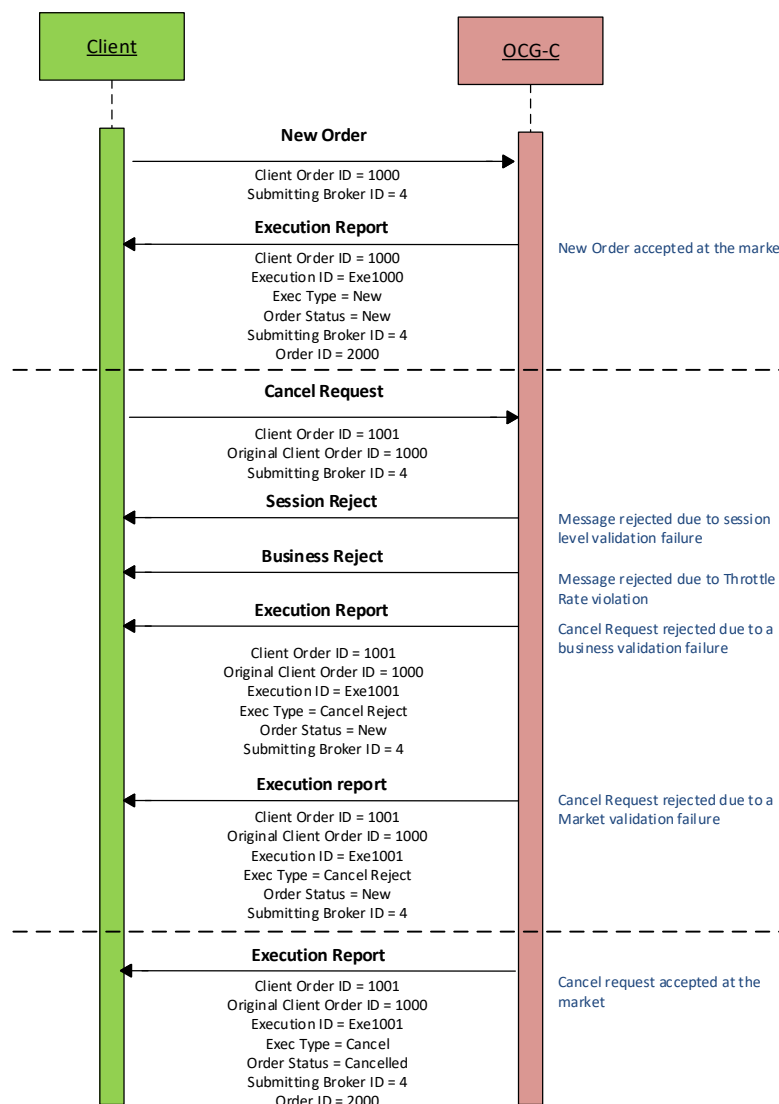 Client
OCG-C
New Order
Client Order ID = 1000
Submitting Broker ID = 4
Execution Report
New Order accepted at the marke
Client Order ID = 1000
Execution ID = Exe1000
Exec Type = New
Order Status = New
Submitting Broker ID = 4
Order ID = 2000
Cancel Request
Client Order ID = 1001
Original Client Order ID = 1000
Submitting Broker ID = 4
Session Reject
Message rejected due to session
level validation failure
Business Reject
Message rejected due to Throttle
Rate violation
Execution Report
Cancel Request rejected due to a
business validation failure
Client Order ID = 1001
Original Client Order ID = 1000
Execution ID = Exe1001
Exec Type = Cancel Reject
Order Status = New
Submitting Broker ID = 4
Execution report
Cancel Request rejected due to a
Market validation failure
Client Order ID = 1001
Original Client Order ID = 1000
Execution ID = Exe1001
Exec Type = Cancel Reject
Order Status = New
Submitting Broker ID = 4
Execution Report
Cancel request accepted at the
market
Client Order ID = 1001
Original Client Order ID = 1000
Execution ID = Exe1001
Exec Type = Cancel
Order Status = Cancelled
Submitting Broker ID = 4
Order ID = 2000